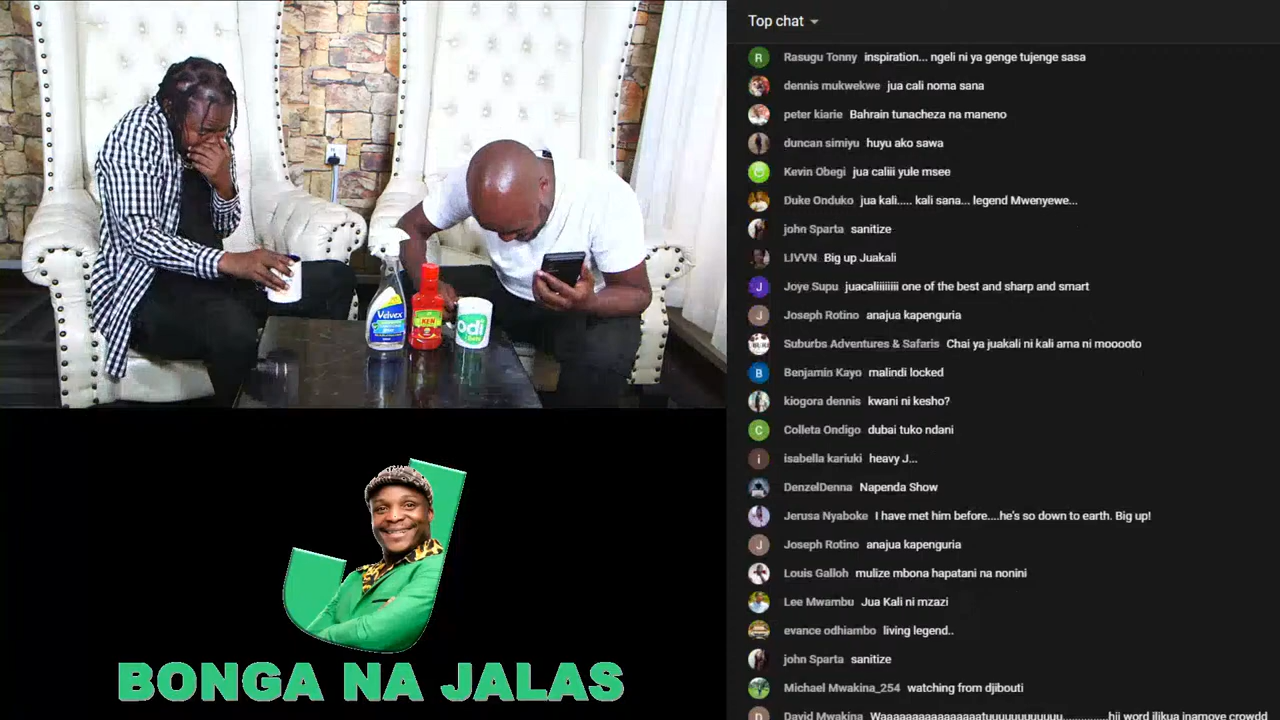 Top chat
Rasugu Tonny inspiration... ngeli ni ya genge tujenge sasa
dennis mukwekwe jua cali noma sana
peter kiarie Bahrain tunacheza na maneno
duncan simiyu huyu ako sawa
Kevin Obegi jua caliii yule msee
Duke Onduko jua kali..... kali sana... legend Mwenyewe...
john Sparta sanitize
LIVVN Big up Juakali
Joye Supu juacaliiiiiiii one of the best and sharp and smart
Joseph Rotino anajua kapenguria
Suburbs Adventures & Safaris Chai ya juakali ni kali ama ni mooooto
Benjamin Kayo malindi locked
kiogora dennis kwani ni kesho?
Colleta Ondigo dubai tuko ndani
isabella kariuki heavy J...
DenzelDenna Napenda Show
Jerusa Nyaboke I have met him before....he's so down to earth. Big up!
Joseph Rotino anajua kapenguria
Louis Galloh mulize mbona hapatani na nonini
Lee Mwambu Jua Kali ni mzazi
evance odhiambo living legend..
john Sparta sanitize
Michael Mwakina_254 watching from djibouti
David Mwakina
Velvex
KEN
odi
BONGA NA JALAS